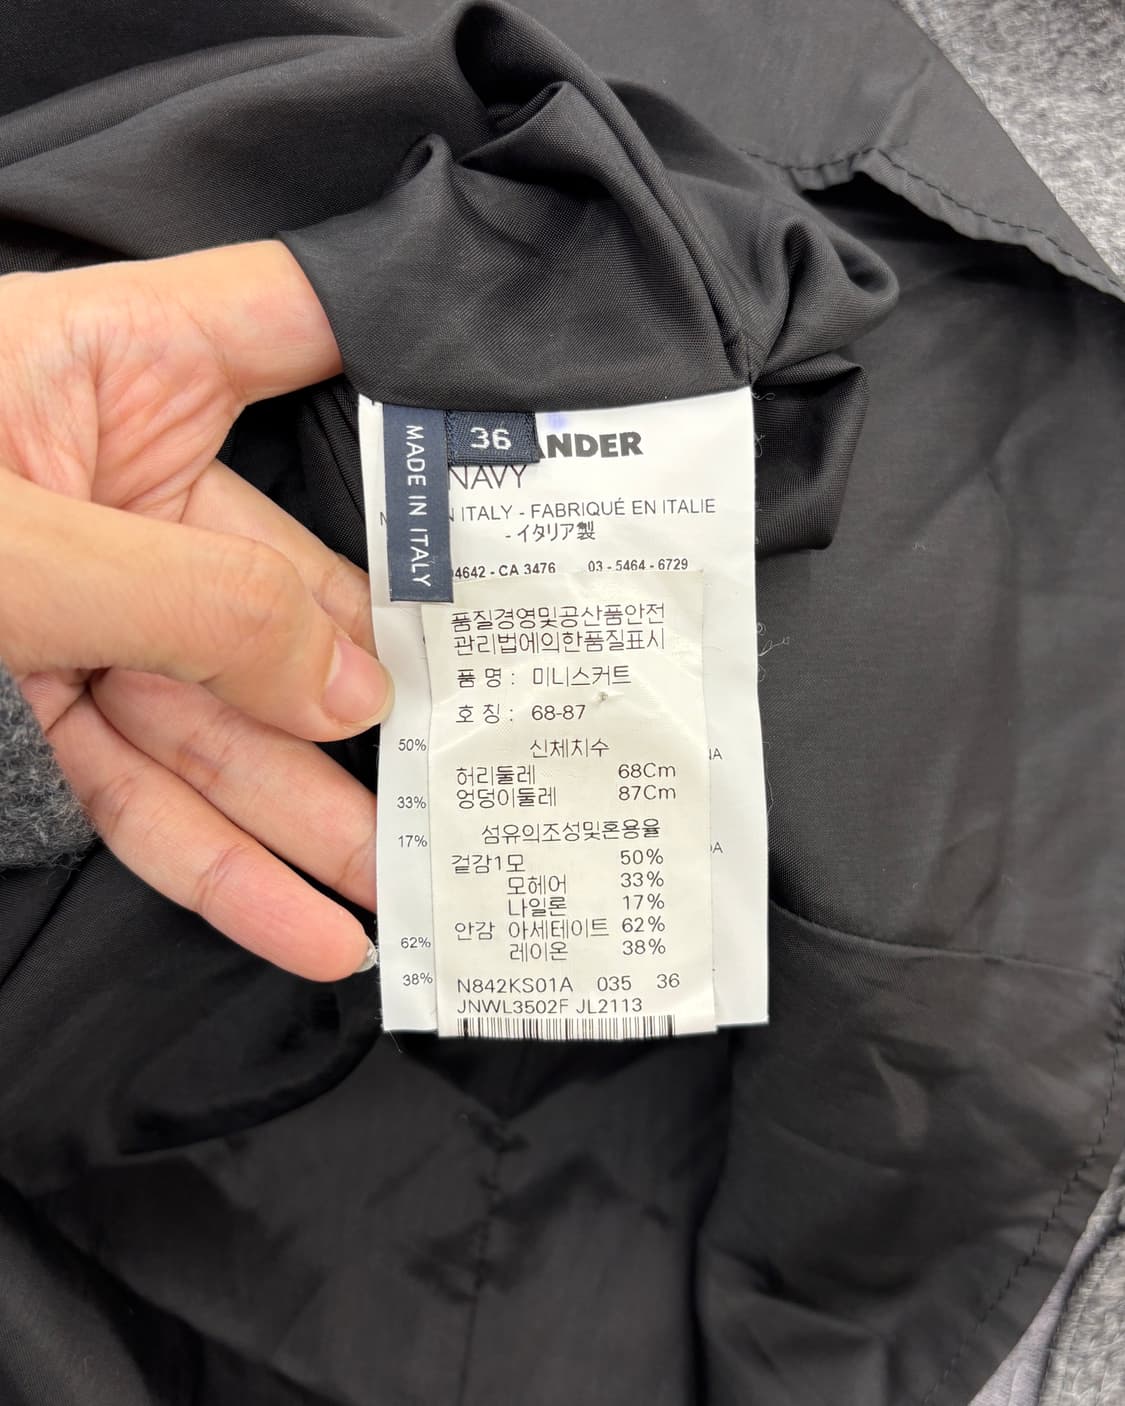 MADE IN ITALY
36
ANDER
NAVY
N ITALY - FABRIQUÉ EN ITALIE
- イタリア製
4642 - CA 3476 03 - 5464 - 6729
품질경영및공산품안전
관리법에의한품질표시
품 명 : 미니스커트
호 칭 : 68-87
신체치수
허리둘레 68Cm
엉덩이둘레 87Cm
섬유의조성및혼용율
겉감1모 50%
모헤어 33%
나일론 17%
안감 아세테이트 62%
레이온 38%
N842KS01A 035 36
JNWL3502F JL2113
50%
33%
17%
62%
38%